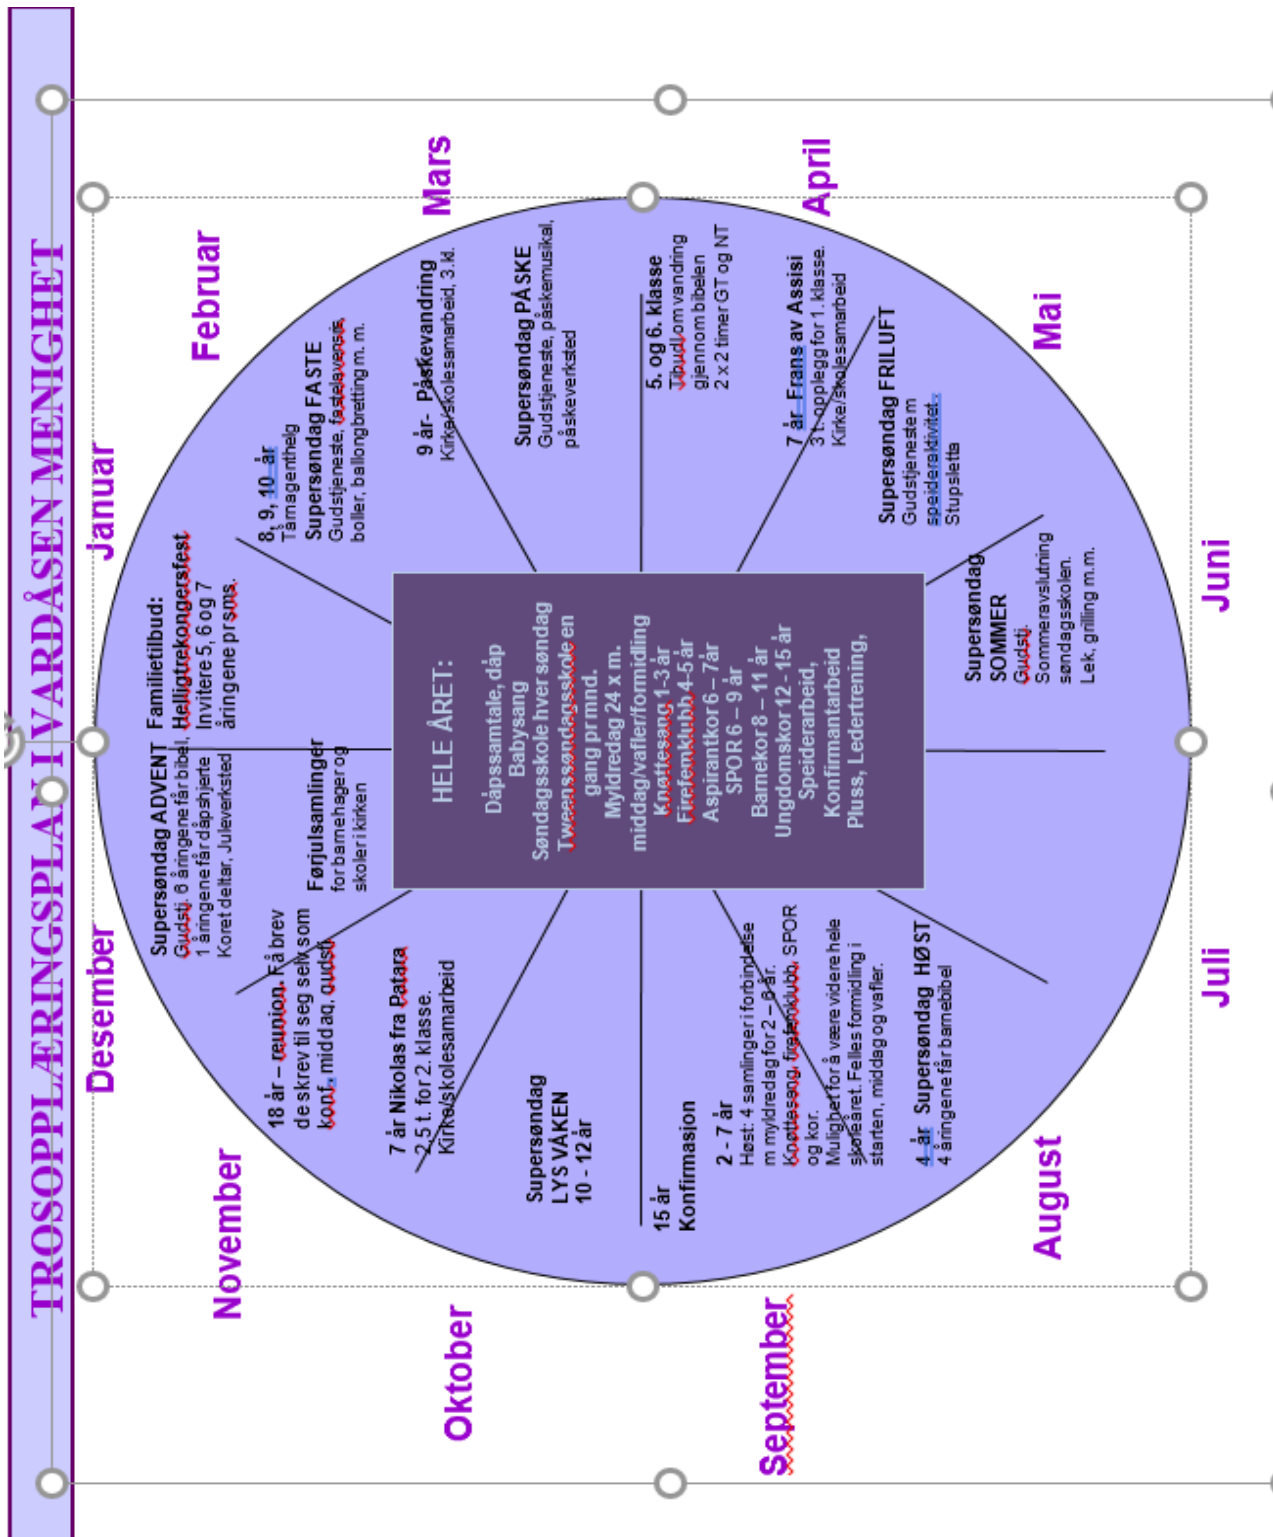 TROSOPPLÆRINGSPLAN I VARDÅSEN MENIGHET
Januar
Familietilbud:
Helligtrekongersfest
Invitere 5, 6 og 7
åringene pr sms.
Februar
8, 9, 10 år
Tårnagenthelg
Supersøndag FASTE
Gudstjeneste, fastelavensis,
boller, ballongbretting m. m.
Mars
9 år- Påskevandring
Kirke/skolesamarbeid, 3.kl.
Supersøndag PÅSKE
Gudstjeneste, påskemusikal,
påskeverksted
April
5. og 6. klasse
Tibudl om vandring
gjennom bibelen
2 x 2 timer GT og NT
7 år Frans av Assisi
3 t. opplegg for 1. klasse.
Kirke/skolesamarbeid
Mai
Supersøndag FRILUFT
Gudstjeneste m
speideraktivitet,
Stupsletta
Juni
Supersøndag
SOMMER
Gudstj.
Sommeravslutning
søndagsskolen.
Lek, grilling m.m.
Juli
August
4 år Supersøndag HØST
4 åringene får barnebibel
September
2 - 7 år
Høst: 4 samlinger i forbindelse
m myldredag for 2 – 6 år.
Knøttesang, firefemklubb, SPOR
og kor.
Mulighet for å være videre hele
skoleåret. Felles formidling i
starten, middag og vafler.
15 år
Konfirmasjon
Oktober
Supersøndag
LYS VÅKEN
10 - 12 år
November
7 år Nikolas fra Patara
2,5 t. for 2. klasse.
Kirke/skolesamarbeid
18 år – reunion. Få brev
de skrev til seg selv som
konf., middag, gudstj
Desember
Supersøndag ADVENT
Gudstj. 6 åringene får bibel,
1 åringene får dåpshjerte
Koret deltar, Juleverksted
Førjulsamlinger
for barnehager og
skoler i kirken
HELE ÅRET:
Dåpssamtale, dåp
Babysang
Søndagsskole hver søndag
Tweenssøndagsskole en
gang pr mnd.
Myldredag 24 x m.
middag/vafler/formidling
Knøttesang 1-3 år
Firefemklubb 4-5 år
Aspirantkor 6 – 7år
SPOR 6 – 9 år
Barnekor 8 – 11 år
Ungdomskor 12 - 15 år
Speiderarbeid,
Konfirmantarbeid
Pluss, Ledertrening,